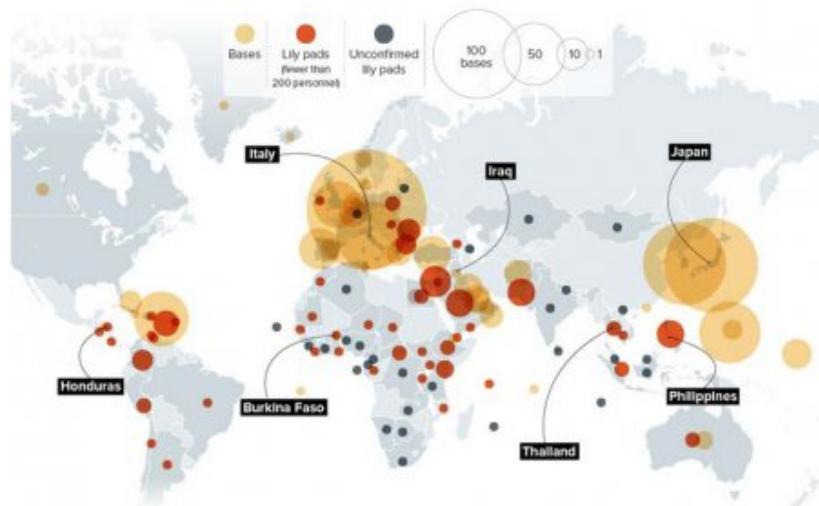 Bases
Lily pads
(fewer than
200 personnel)
Unconfirmed
lily pads
100
bases
50
10
1
Italy
Iraq
Japan
Honduras
Burkina Faso
Thailand
Philippines